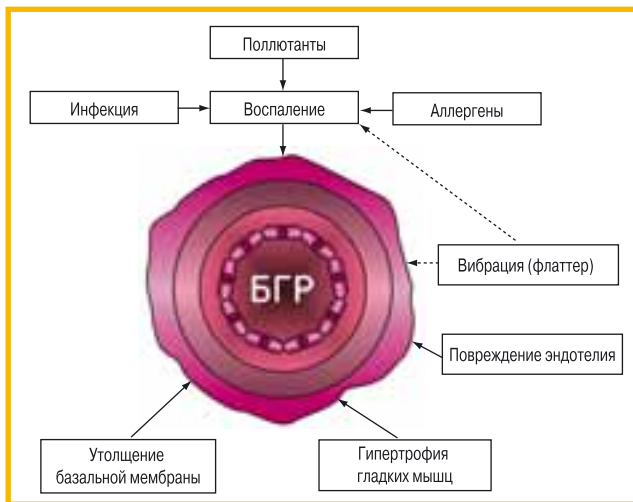 Поллютанты
Инфекция
Воспаление
Аллергены
БГР
Вибрация (флаттер)
Повреждение эндотелия
Утолщение
базальной мембраны
Гипертрофия
гладких мышц